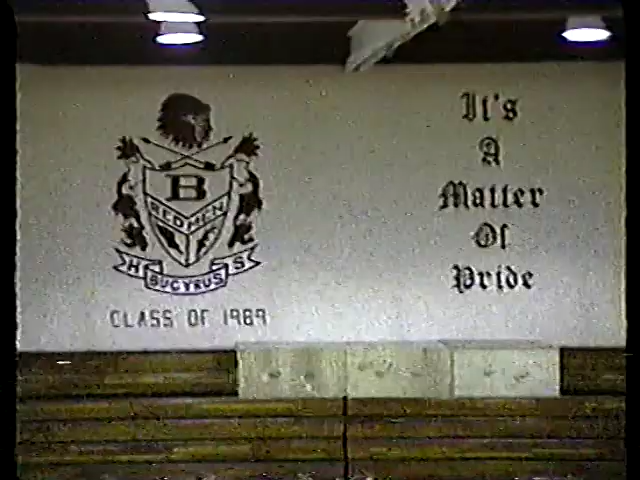 B
REDMEN
H S
BUCYRUS
CLASS OF 1989
It's
A
Matter
Of
Pride